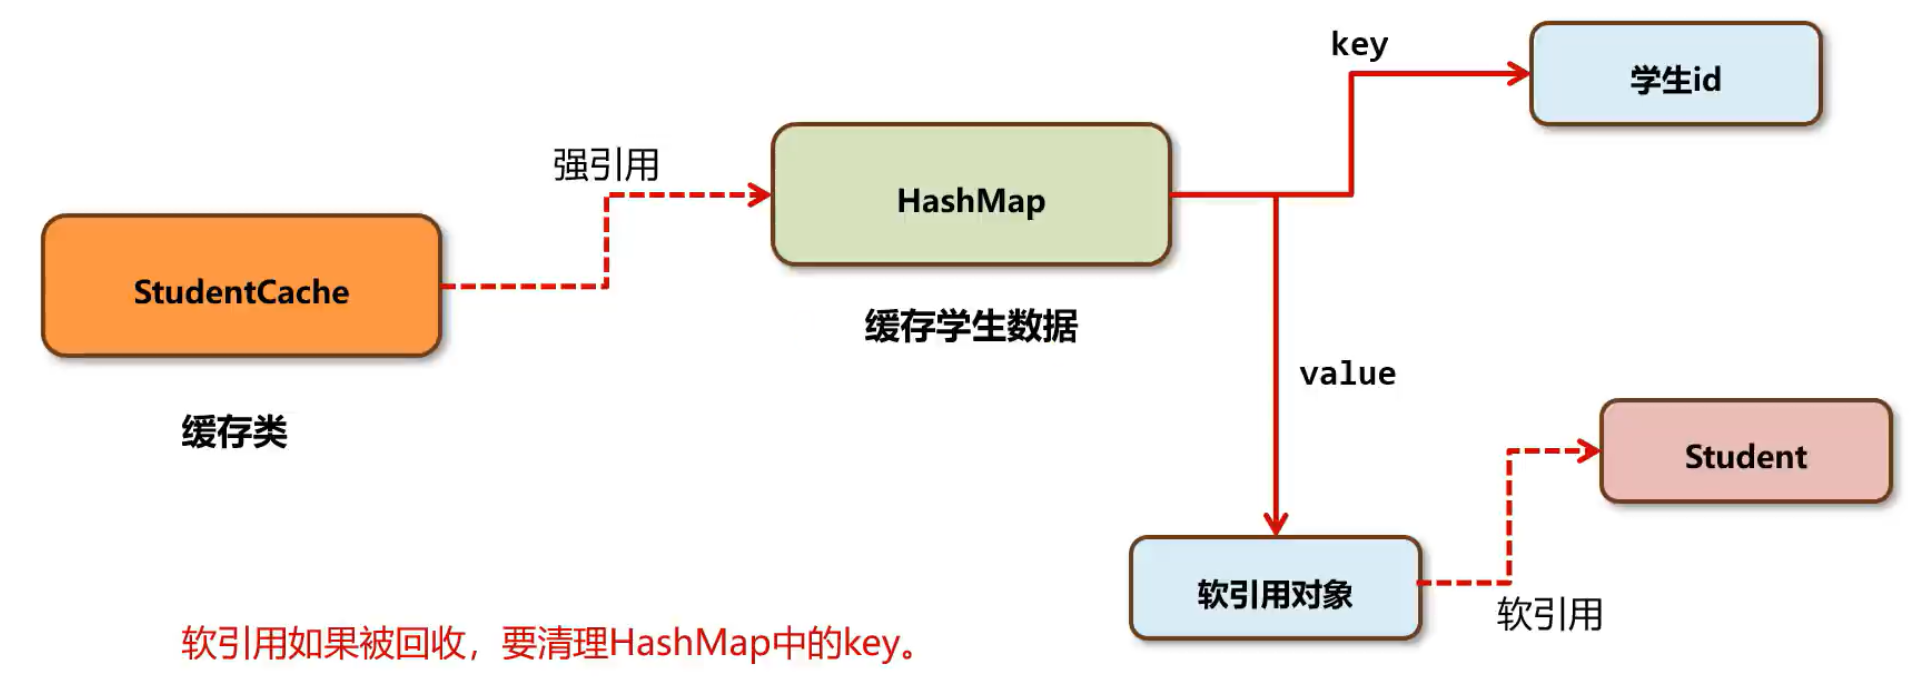 key
学生id
强引用
HashMap
StudentCache
缓存学生数据
value
缓存类
Student
软引用对象
软引用
软引用如果被回收，要清理HashMap中的key。